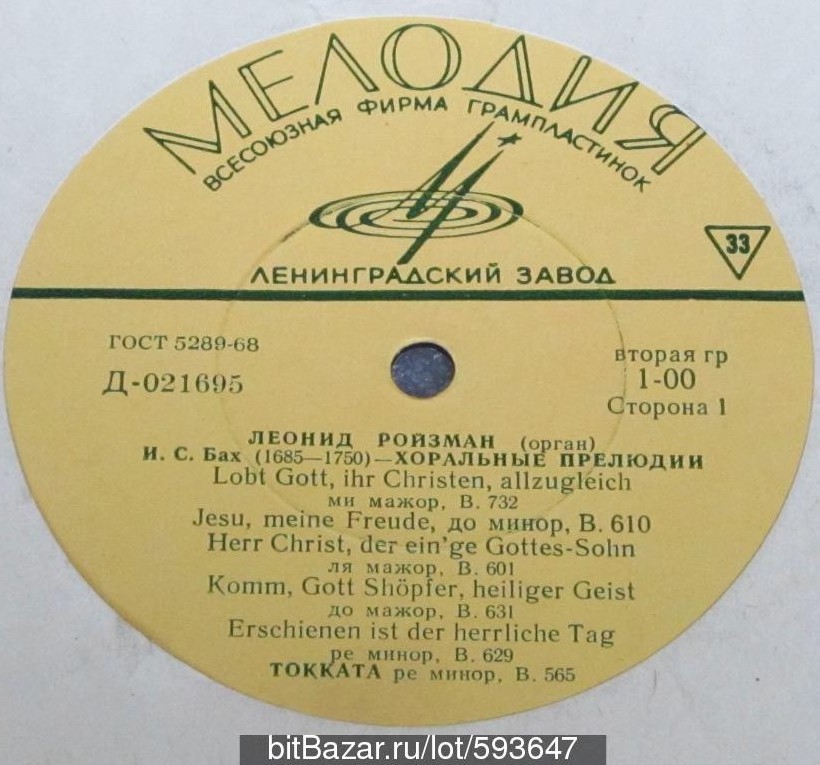 МЕЛОДИЯ
ВСЕСОЮЗНАЯ ФИРМА ГРАМПЛАСТИНОК
33
ЛЕНИНГРАДСКИЙ ЗАВОД
ГОСТ 5289-68
Д-021695
вторая гр
1-00
Сторона 1
ЛЕОНИД РОЙЗМАН (орган)
И. С. Бах (1685—1750)—ХОРАЛЬНЫЕ ПРЕЛЮДИИ
Lobt Gott, ihr Christen, allzugleich
ми мажор, В. 732
Jesu, meine Freude, до минор, В. 610
Herr Christ, der ein'ge Gottes-Sohn
ля мажор, В. 601
Komm, Gott Shöpfer, heiliger Geist
до мажор, В. 631
Erschienen ist der herrliche Tag
ре минор, В. 629
ТОККАТА ре минор, В. 565
bitBazar.ru/lot/593647